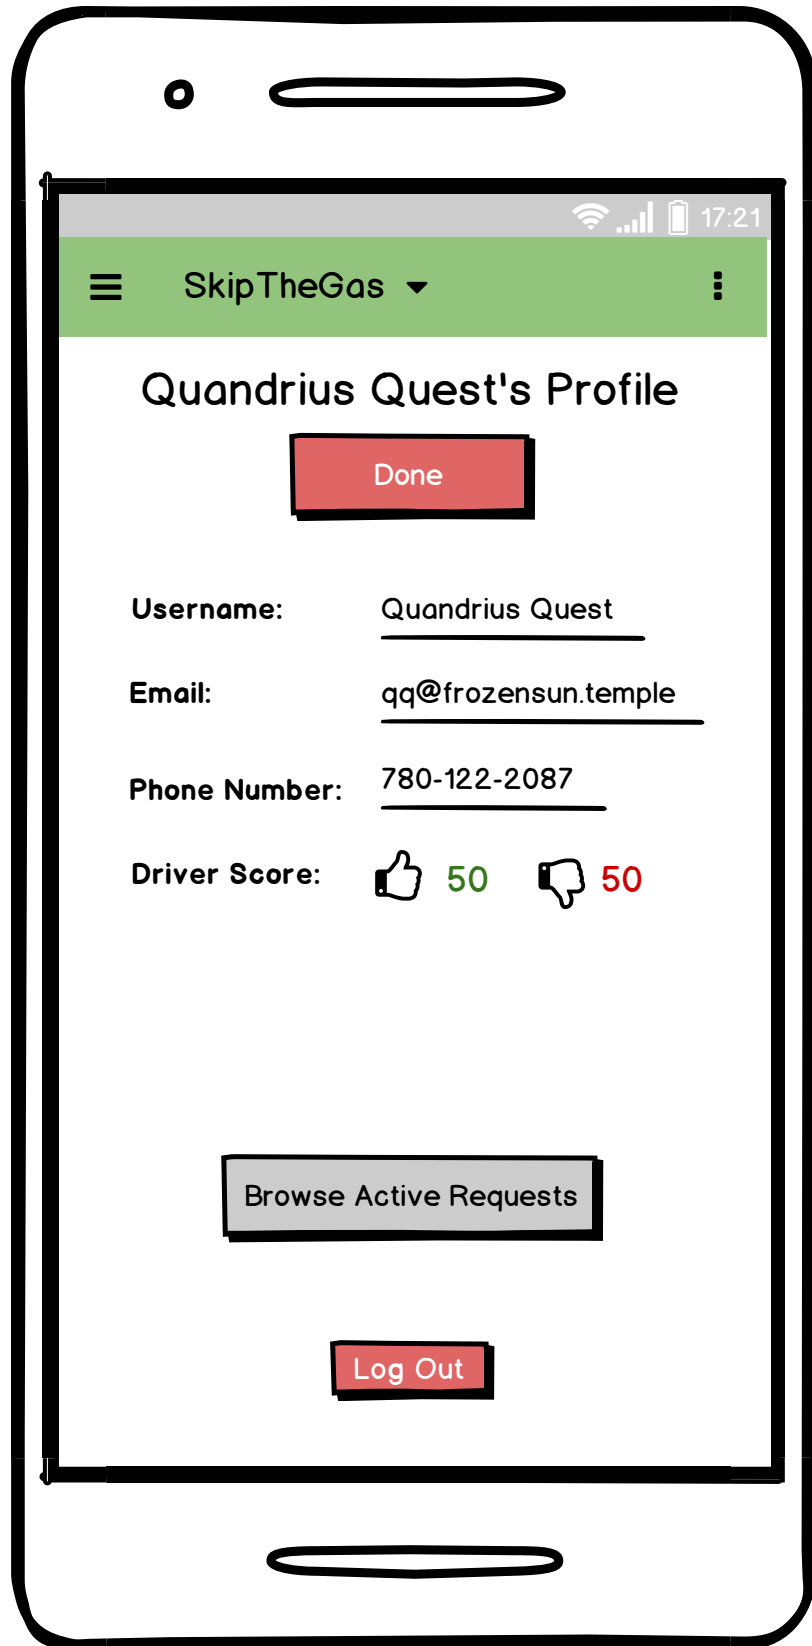 17:21
SkipTheGas
Quandrius Quest's Profile
Done
Username: Quandrius Quest
Email: qq@frozensun.temple
Phone Number: 780-122-2087
Driver Score: 50 50
Browse Active Requests
Log Out